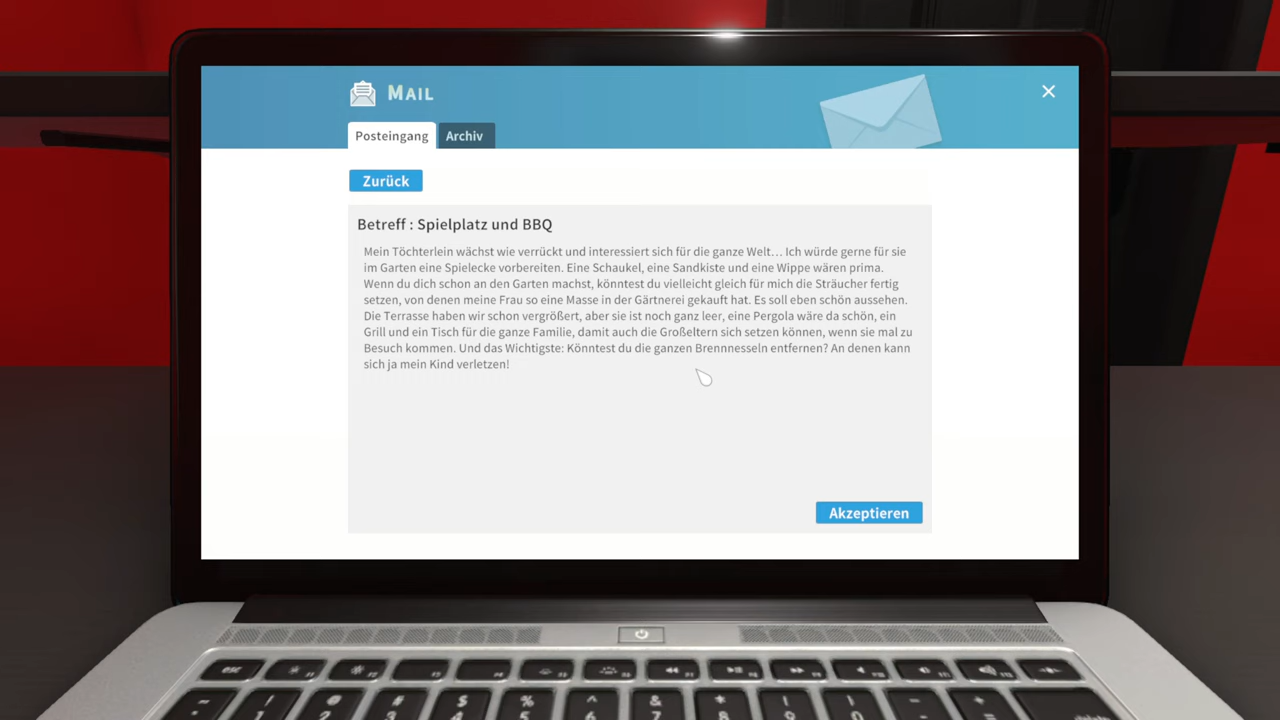 MAIL
Posteingang Archiv
Zurück
Betreff : Spielplatz und BBQ
Mein Töchterlein wächst wie verrückt und interessiert sich für die ganze Welt... Ich würde gerne für sie
im Garten eine Spielecke vorbereiten. Eine Schaukel, eine Sandkiste und eine Wippe wären prima.
Wenn du dich schon an den Garten machst, könntest du vielleicht gleich für mich die Sträucher fertig
setzen, von denen meine Frau so eine Masse in der Gärtnerei gekauft hat. Es soll eben schön aussehen.
Die Terrasse haben wir schon vergrößert, aber sie ist noch ganz leer, eine Pergola wäre da schön, ein
Grill und ein Tisch für die ganze Familie, damit auch die Großeltern sich setzen können, wenn sie mal zu
Besuch kommen. Und das Wichtigste: Könntest du die ganzen Brennnesseln entfernen? An denen kann
sich ja mein Kind verletzen!
Akzeptieren
esc